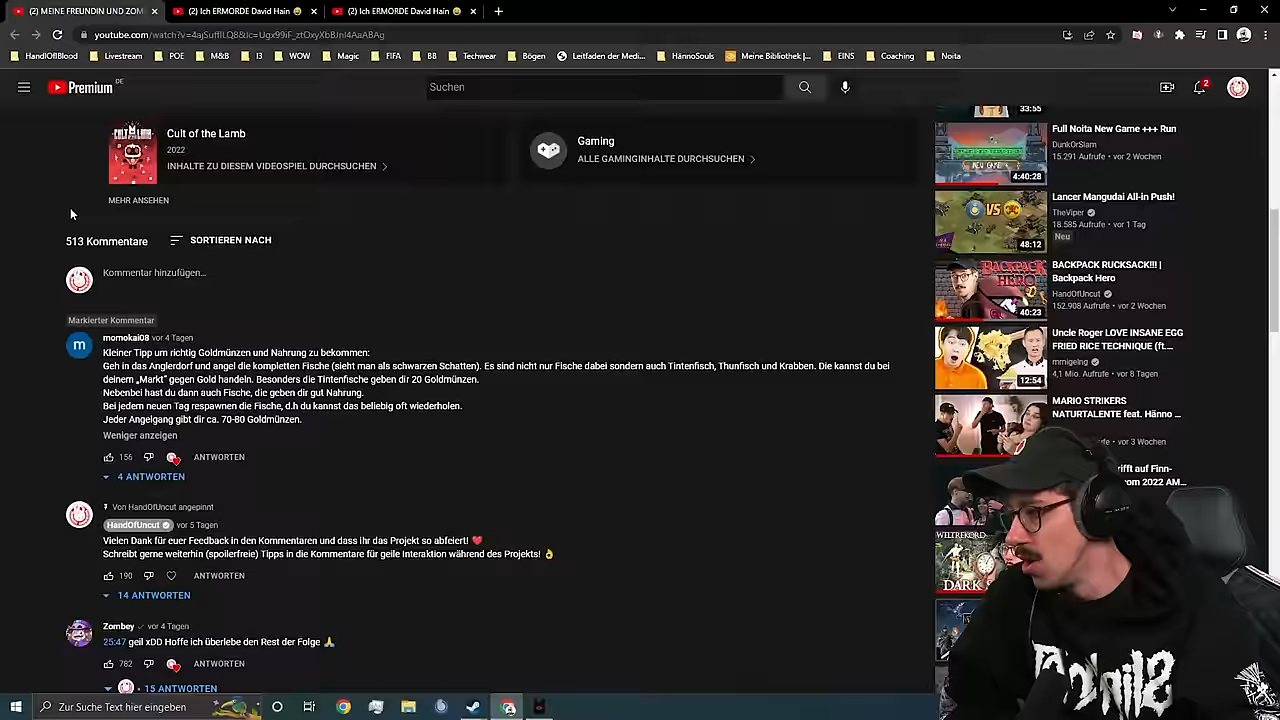 (2) MEINE FREUNDIN UND ZOM
(2) Ich ERMORDE David Hain
(2) Ich ERMORDE David Hain
HandOfBlood
Livestream
POE
M&B
I3
WOW
Magic
FIFA
BB
Techwear
Bögen
Leitfaden der Medi...
HännoSouls
Meine Bibliothek |...
EINS
Coaching
Noita
Premium
DE
Suchen
2
Cult of the Lamb
2022
INHALTE ZU DIESEM VIDEOSPIEL DURCHSUCHEN
Gaming
ALLE GAMINGINHALTE DURCHSUCHEN
MEHR ANSEHEN
513 Kommentare
SORTIEREN NACH
Kommentar hinzufügen...
Markierter Kommentar
m
momokai08 vor 4 Tagen
Kleiner Tipp um richtig Goldmünzen und Nahrung zu bekommen:
Geh in das Anglerdorf und angel die kompletten Fische (sieht man als schwarzen Schatten). Es sind nicht nur Fische dabei sondern auch Tintenfisch, Thunfisch und Krabben. Die kannst du bei
deinem „Markt" gegen Gold handeln. Besonders die Tintenfische geben dir 20 Goldmünzen.
Nebenbei hast du dann auch Fische, die geben dir gut Nahrung.
Bei jedem neuen Tag respawnen die Fische, d.h du kannst das beliebig oft wiederholen.
Jeder Angelgang gibt dir ca. 70-80 Goldmünzen.
Weniger anzeigen
156
ANTWORTEN
4 ANTWORTEN
Von HandOfUncut angepinnt
HandOfUncut vor 5 Tagen
Vielen Dank für euer Feedback in den Kommentaren und dass ihr das Projekt so abfeiert! ❤
Schreibt gerne weiterhin (spoilerfreie) Tipps in die Kommentare für geile Interaktion während des Projekts! 👌
190
ANTWORTEN
14 ANTWORTEN
Zombey vor 4 Tagen
25:47 geil xDD Hoffe ich überlebe den Rest der Folge 🙏
782
ANTWORTEN
15 ANTWORTEN
33:55
Full Noita New Game +++ Run
DunkOrSlam
15.291 Aufrufe • vor 2 Wochen
4:40:28
Lancer Mangudai All-in Push!
TheViper
18.585 Aufrufe • vor 1 Tag
Neu
VS
48:12
BACKPACK RUCKSACK!!! |
Backpack Hero
HandOfUncut
152.908 Aufrufe • vor 2 Wochen
BACKPACK
HERO
40:23
Uncle Roger LOVE INSANE EGG
FRIED RICE TECHNIQUE (ft....
mrnigelng
4,1 Mio. Aufrufe • vor 8 Tagen
12:54
MARIO STRIKERS
NATURTALENTE feat. Hänno ...
vor 3 Wochen
rifft auf Finn-
vom 2022 AM...
WELTREKORD
DARK S
Zur Suche Text hier eingeben